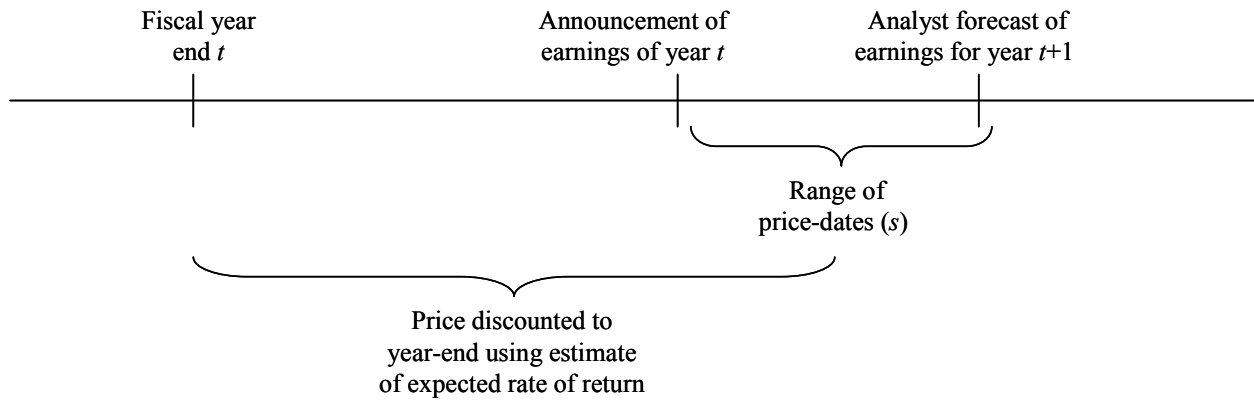 Fiscal year
end t
Announcement of
earnings of year t
Analyst forecast of
earnings for year t+1
Range of
price-dates (s)
Price discounted to
year-end using estimate
of expected rate of return